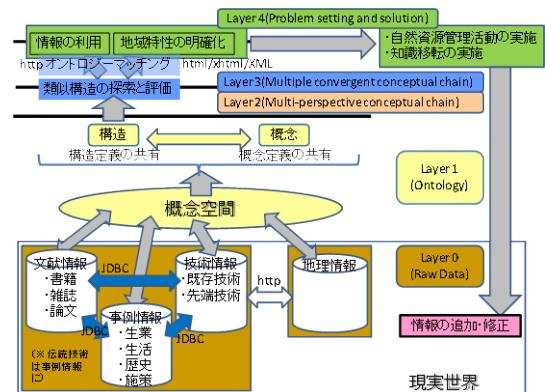 Layer 4(Problem setting and solution)
情報の利用
地域特性の明確化
・自然資源管理活動の実施
・知識移転の実施
httpオントロジーマッチング
html/xhtml/XML
類似構造の探索と評価
Layer3(Multiple convergent conceptual chain)
Layer2(Multi-perspective conceptual chain)
構造
概念
構造定義の共有
概念定義の共有
Layer 1
(Ontology)
概念空間
文献情報
・書籍
・雑誌
・論文
JDBC
技術情報
・既存技術
・先端技術
http
地理情報
Layer 0
(Raw Data)
JDBC
事例情報
・生業
・生活
・歴史
・施策
JDBC
(※伝統技術
は事例情報
に)
情報の追加・修正
現実世界